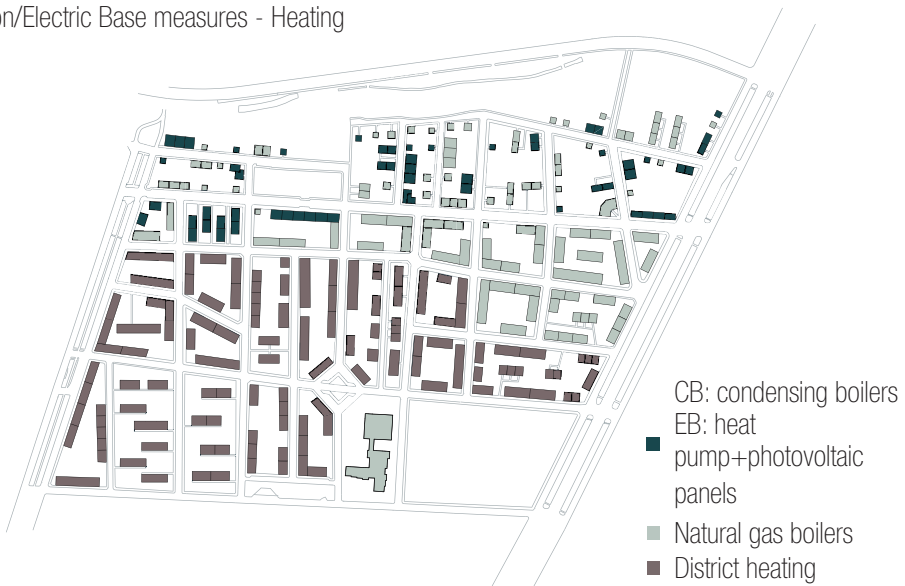 on/Electric Base measures - Heating
CB: condensing boilers
EB: heat
pump+photovoltaic
panels
Natural gas boilers
District heating